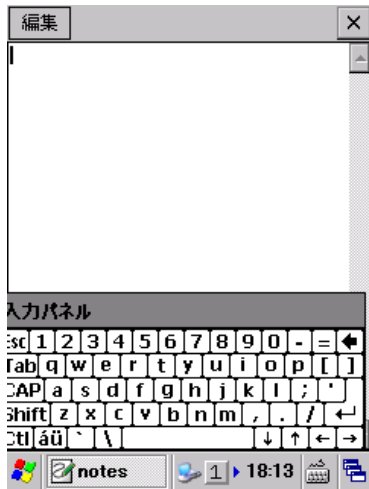 編集 ×
入力パネル
Esc 1 2 3 4 5 6 7 8 9 0 - = 🡄
Tab q w e r t y u i o p [ ]
CAP a s d f g h j k l ; '
Shift z x c v b n m , . / ↵
Ctl áü ` \ ↓ ↑ ← →
notes 1 18:13